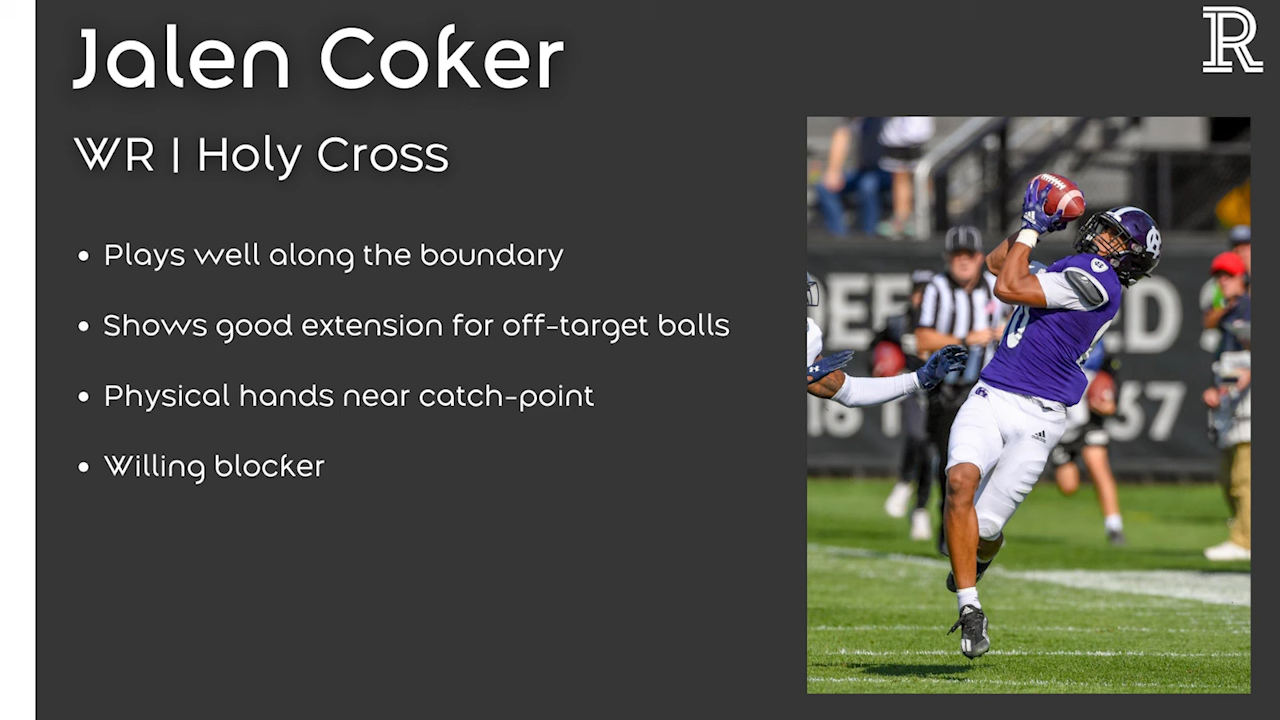 Jalen Coker
WR | Holy Cross
• Plays well along the boundary
• Shows good extension for off-target balls
• Physical hands near catch-point
• Willing blocker
R